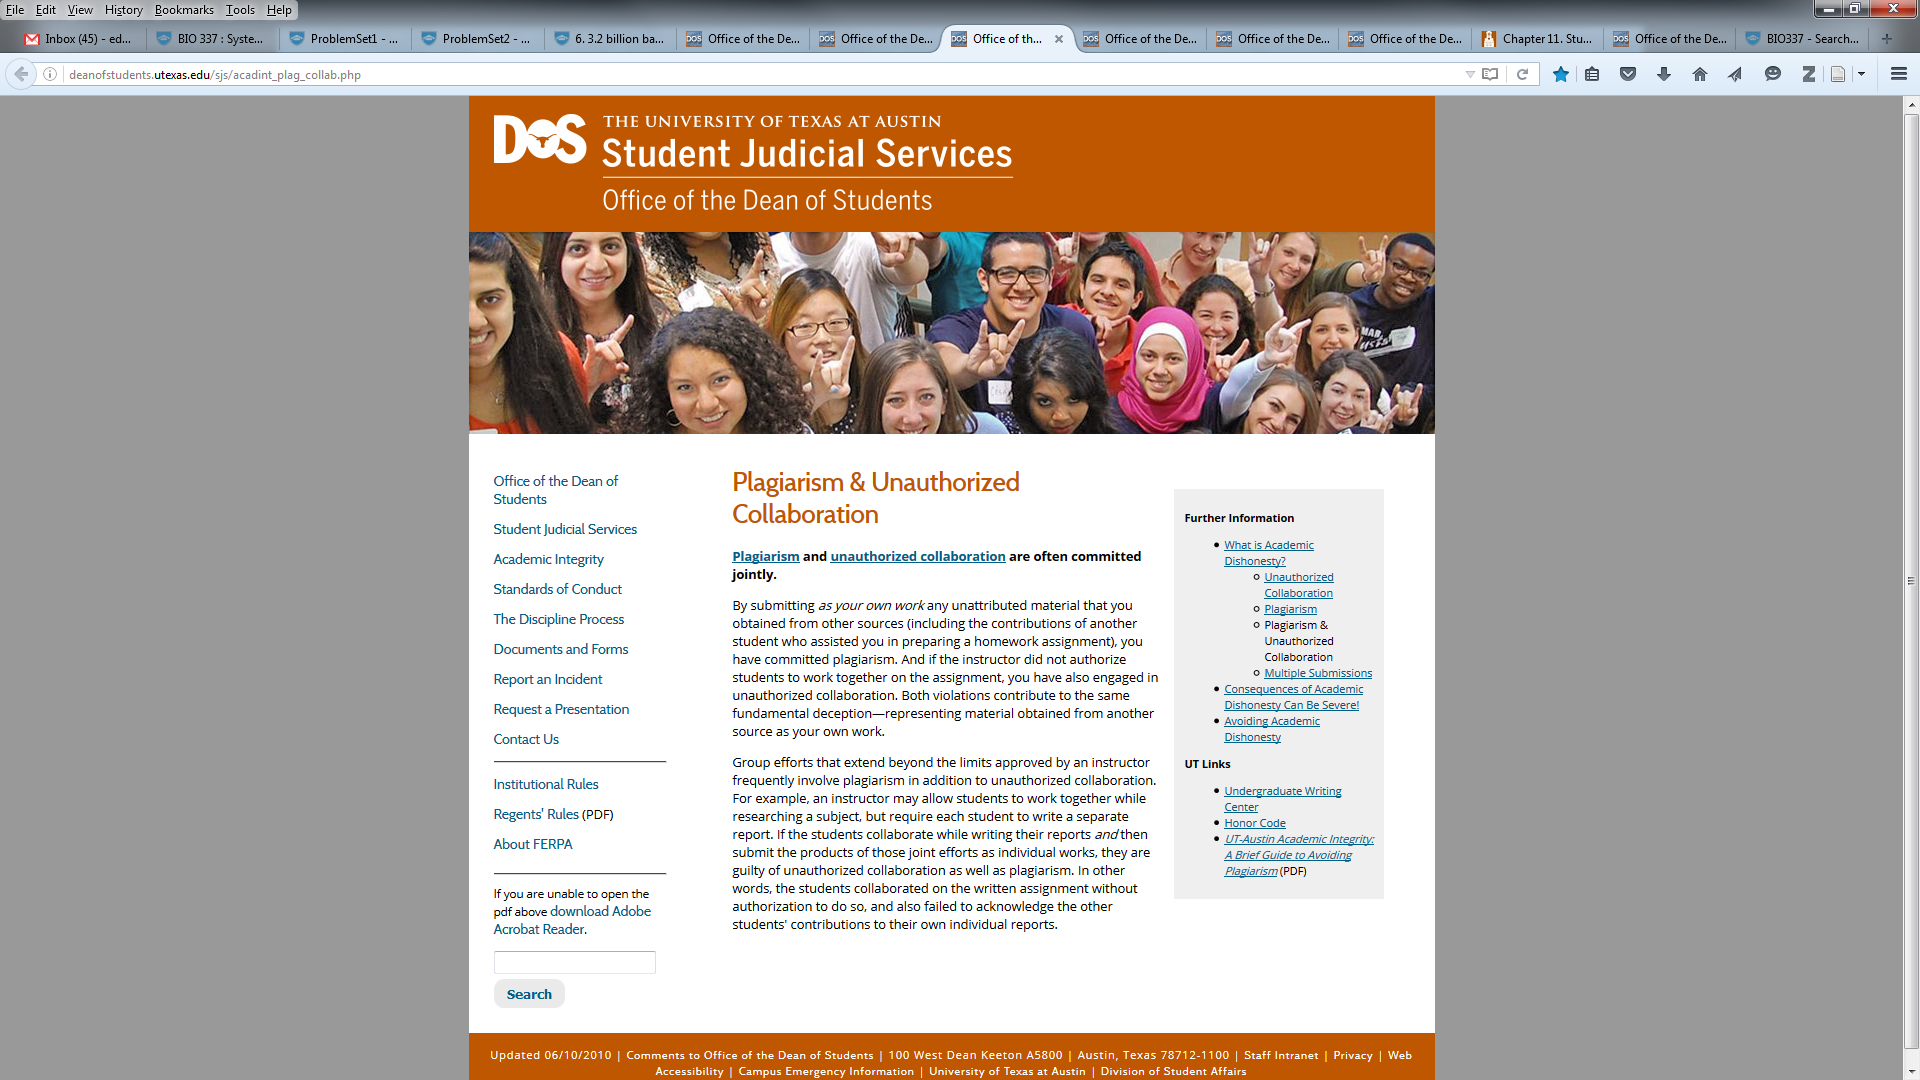 File Edit View History Bookmarks Tools Help
Inbox (45) - ed... BIO 337 : Syste... ProblemSet1 - ... ProblemSet2 - ... 6. 3.2 billion ba... Office of the De... Office of the De... Office of th... Office of the De... Office of the De... Office of the De... Chapter 11. Stu... Office of the De... BIO337 - Search...
deanofstudents.utexas.edu/sjs/acadint_plag_collab.php
DOS
THE UNIVERSITY OF TEXAS AT AUSTIN
Student Judicial Services
Office of the Dean of Students
Office of the Dean of
Students
Student Judicial Services
Academic Integrity
Standards of Conduct
The Discipline Process
Documents and Forms
Report an Incident
Request a Presentation
Contact Us
Institutional Rules
Regents' Rules (PDF)
About FERPA
If you are unable to open the
pdf above download Adobe
Acrobat Reader.
Search
Plagiarism & Unauthorized
Collaboration
Plagiarism and unauthorized collaboration are often committed
jointly.
By submitting as your own work any unattributed material that you
obtained from other sources (including the contributions of another
student who assisted you in preparing a homework assignment), you
have committed plagiarism. And if the instructor did not authorize
students to work together on the assignment, you have also engaged in
unauthorized collaboration. Both violations contribute to the same
fundamental deception—representing material obtained from another
source as your own work.
Group efforts that extend beyond the limits approved by an instructor
frequently involve plagiarism in addition to unauthorized collaboration.
For example, an instructor may allow students to work together while
researching a subject, but require each student to write a separate
report. If the students collaborate while writing their reports and then
submit the products of those joint efforts as individual works, they are
guilty of unauthorized collaboration as well as plagiarism. In other
words, the students collaborated on the written assignment without
authorization to do so, and also failed to acknowledge the other
students' contributions to their own individual reports.
Further Information
What is Academic
Dishonesty?
Unauthorized
Collaboration
Plagiarism
Plagiarism &
Unauthorized
Collaboration
Multiple Submissions
Consequences of Academic
Dishonesty Can Be Severe!
Avoiding Academic
Dishonesty
UT Links
Undergraduate Writing
Center
Honor Code
UT-Austin Academic Integrity:
A Brief Guide to Avoiding
Plagiarism (PDF)
Updated 06/10/2010 | Comments to Office of the Dean of Students | 100 West Dean Keeton A5800 | Austin, Texas 78712-1100 | Staff Intranet | Privacy | Web
Accessibility | Campus Emergency Information | University of Texas at Austin | Division of Student Affairs